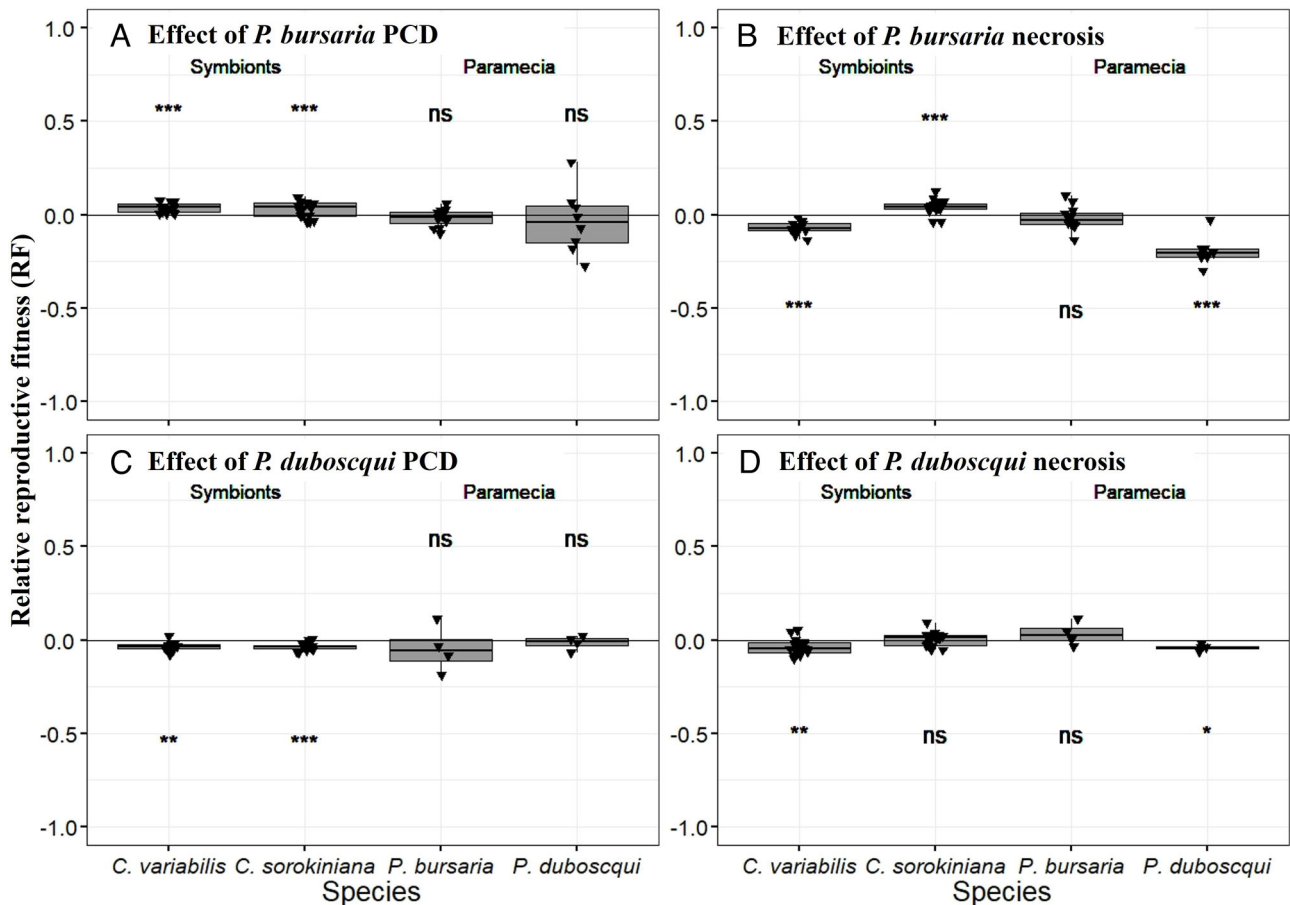 Relative reproductive fitness (RF)
A Effect of P. bursaria PCD
Symbionts Paramecia
*** *** ns ns
1.0
0.5
0.0
-0.5
-1.0
B Effect of P. bursaria necrosis
Symbioints Paramecia
***
*** ns ***
1.0
0.5
0.0
-0.5
-1.0
C Effect of P. duboscqui PCD
Symbionts Paramecia
ns ns
** ***
1.0
0.5
0.0
-0.5
-1.0
C. variabilis C. sorokiniana P. bursaria P. duboscqui
Species
D Effect of P. duboscqui necrosis
Symbioints Paramecia
** ns ns *
1.0
0.5
0.0
-0.5
-1.0
C. variabilis C. sorokiniana P. bursaria P. duboscqui
Species